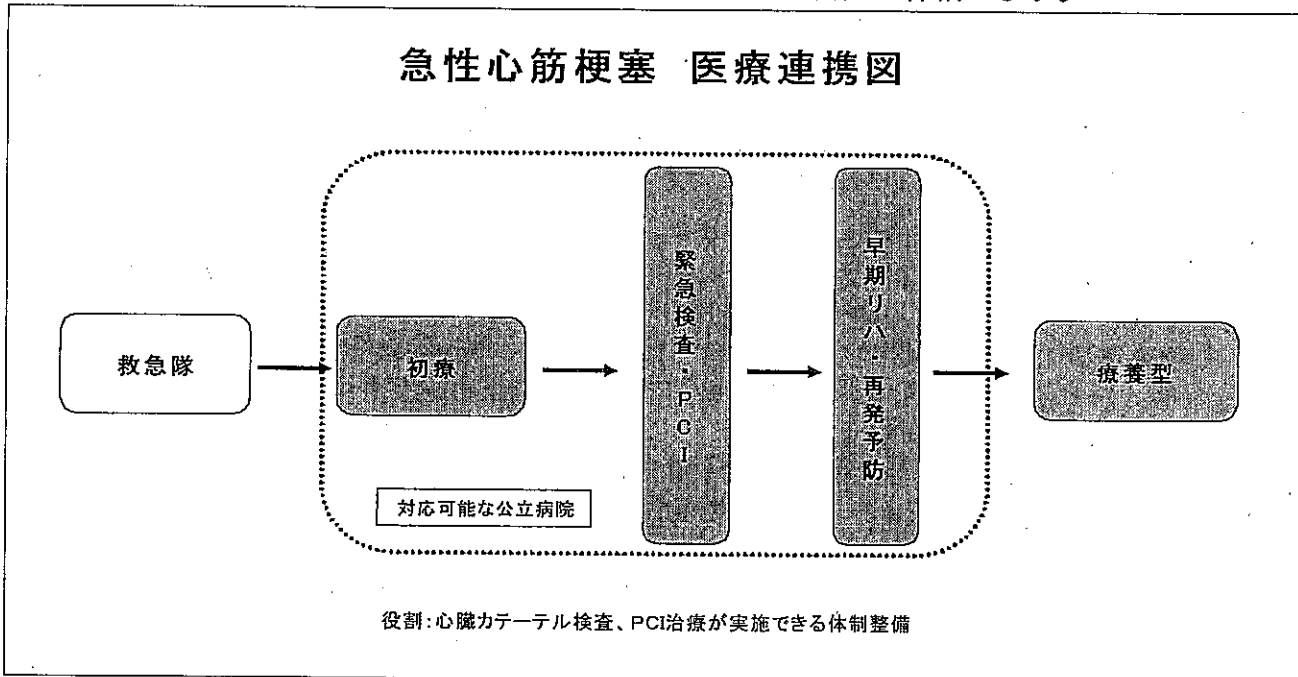 急性心筋梗塞 医療連携図
救急隊
初療
緊急検査・PCI
早期リハ・再発予防
療養型
対応可能な公立病院
役割:心臓カテーテル検査、PCI治療が実施できる体制整備